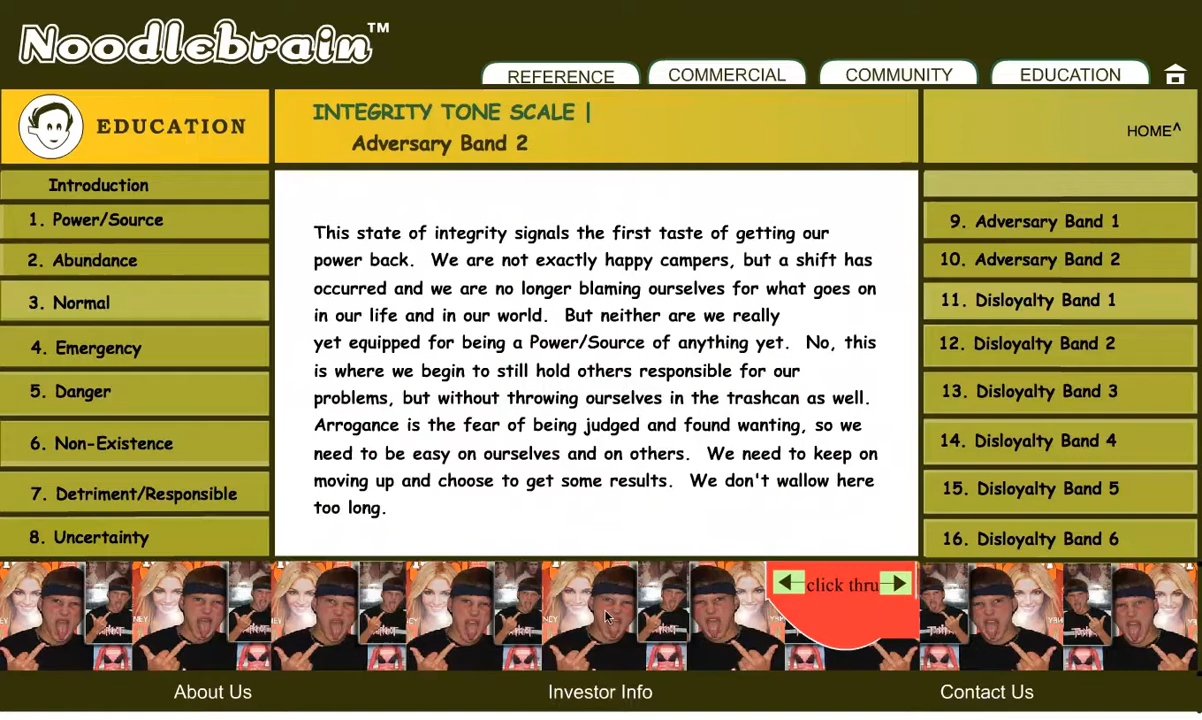 Noodlebrain™
REFERENCE
COMMERCIAL
COMMUNITY
EDUCATION
EDUCATION
INTEGRITY TONE SCALE |
Adversary Band 2
HOME^
Introduction
1. Power/Source
2. Abundance
3. Normal
4. Emergency
5. Danger
6. Non-Existence
7. Detriment/Responsible
8. Uncertainty
This state of integrity signals the first taste of getting our
power back. We are not exactly happy campers, but a shift has
occurred and we are no longer blaming ourselves for what goes on
in our life and in our world. But neither are we really
yet equipped for being a Power/Source of anything yet. No, this
is where we begin to still hold others responsible for our
problems, but without throwing ourselves in the trashcan as well.
Arrogance is the fear of being judged and found wanting, so we
need to be easy on ourselves and on others. We need to keep on
moving up and choose to get some results. We don't wallow here
too long.
9. Adversary Band 1
10. Adversary Band 2
11. Disloyalty Band 1
12. Disloyalty Band 2
13. Disloyalty Band 3
14. Disloyalty Band 4
15. Disloyalty Band 5
16. Disloyalty Band 6
click thru
About Us
Investor Info
Contact Us